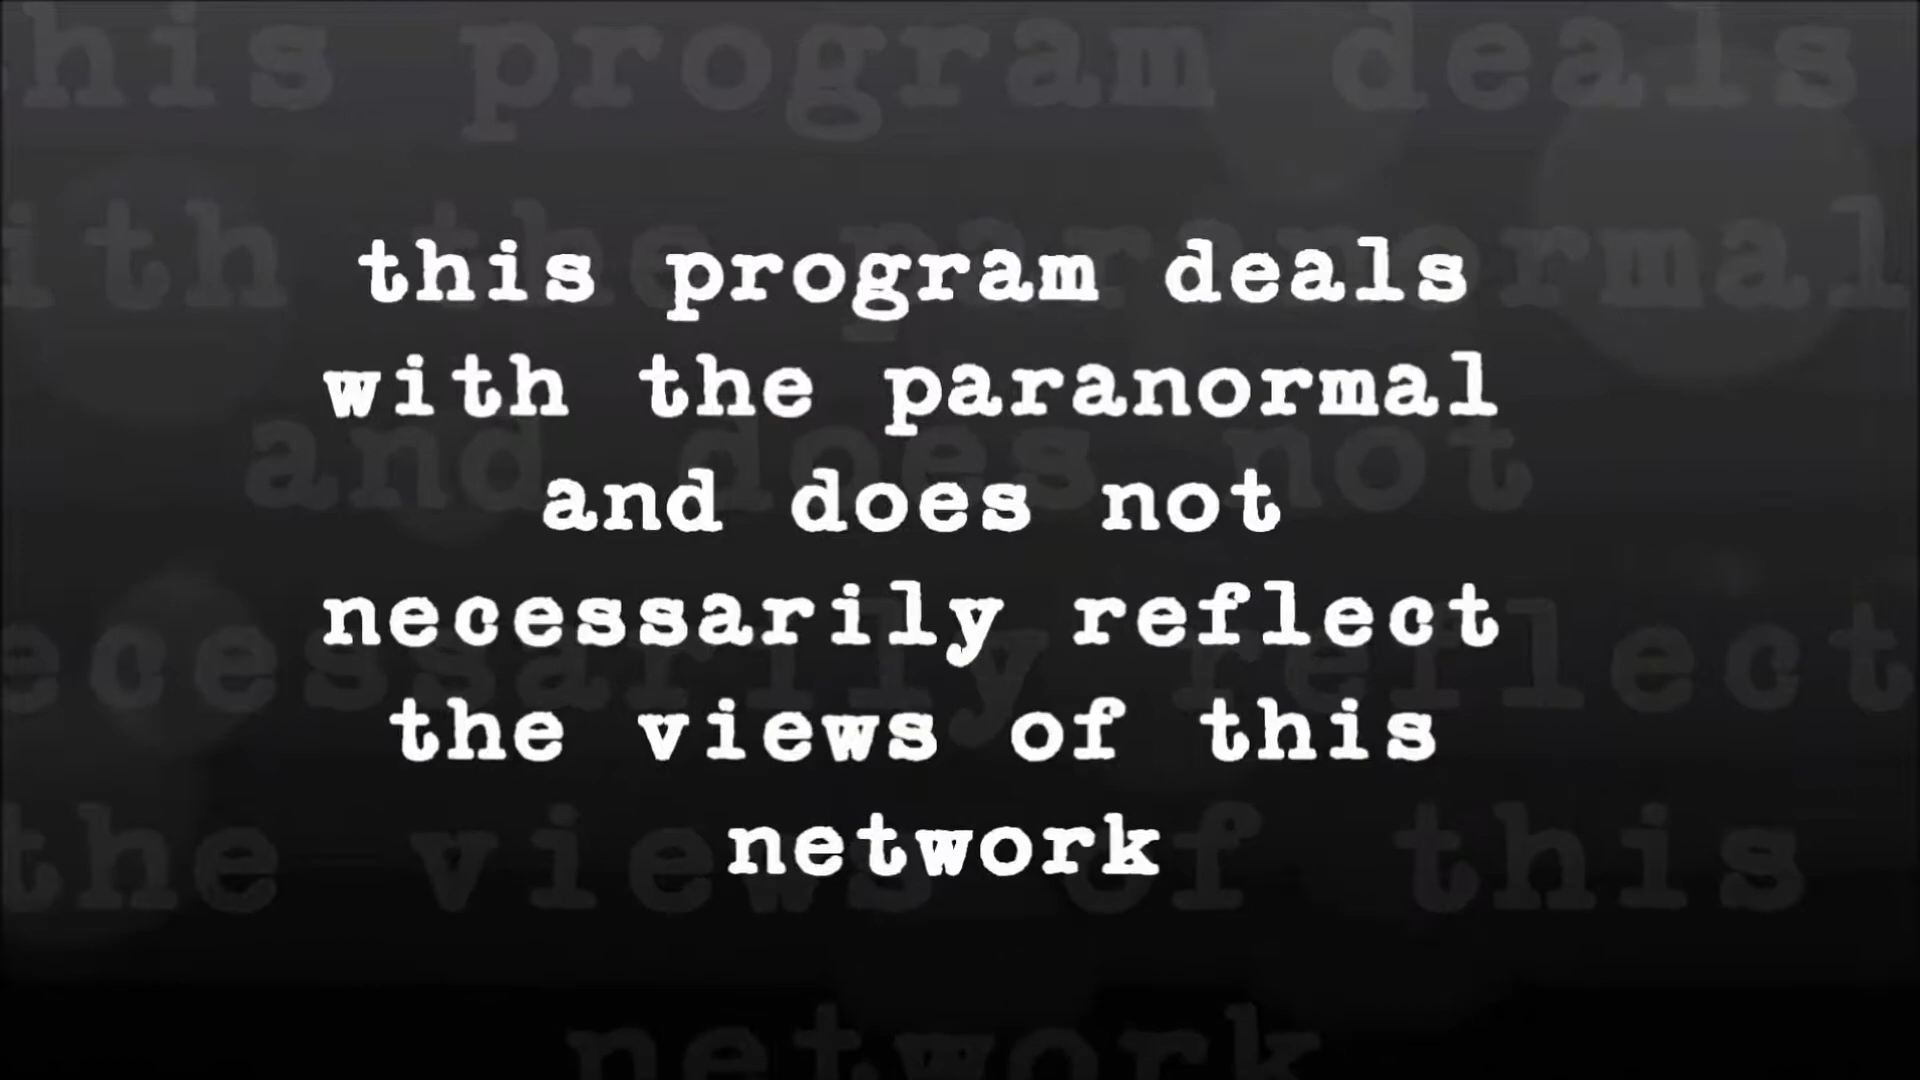 this program deals
with the paranormal
and does not
necessarily reflect
the views of this
network